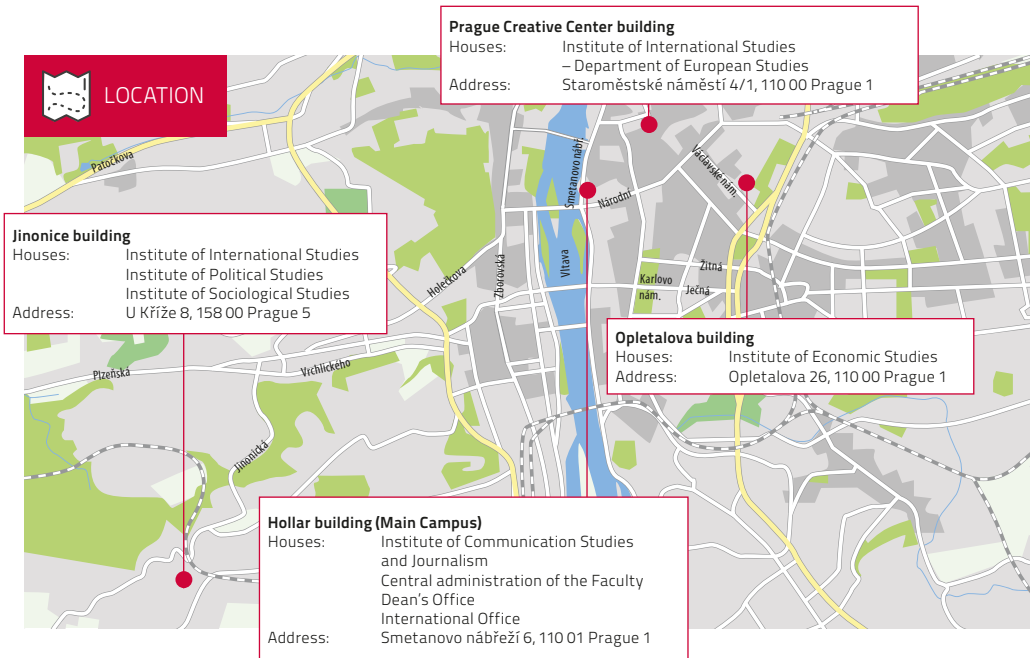 LOCATION
Prague Creative Center building
Houses: Institute of International Studies
– Department of European Studies
Address: Staroměstské náměstí 4/1, 110 00 Prague 1
Patočkova
Smetanovo nábř.
Václavské nám.
Národní
Jinonice building
Houses: Institute of International Studies
Institute of Political Studies
Institute of Sociological Studies
Address: U Kříže 8, 158 00 Prague 5
Holečkova
Zborovská
Vltava
Karlovo
nám.
Žitná
Ječná
Opletalova building
Houses: Institute of Economic Studies
Address: Opletalova 26, 110 00 Prague 1
Plzeňská
Vrchlického
Jinonická
Hollar building (Main Campus)
Houses: Institute of Communication Studies
and Journalism
Central administration of the Faculty
Dean's Office
International Office
Address: Smetanovo nábřeží 6, 110 01 Prague 1